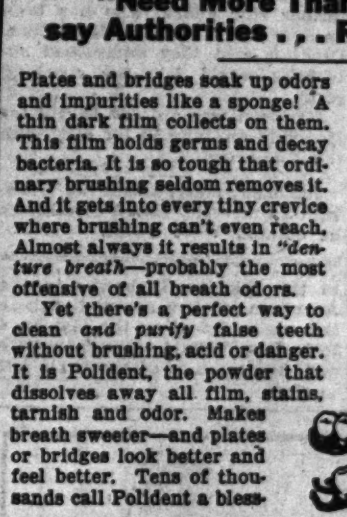 "Need More Than
say Authorities . . . F
Plates and bridges soak up odors
and impurities like a sponge! A
thin dark film collects on them.
This film holds germs and decay
bacteria. It is so tough that ordi-
nary brushing seldom removes it.
And it gets into every tiny crevice
where brushing can't even reach.
Almost always it results in "den-
ture breath—probably the most
offensive of all breath odors.
Yet there's a perfect way to
clean and purify false teeth
without brushing, acid or danger.
It is Polident, the powder that
dissolves away all film, stains,
tarnish and odor. Makes
breath sweeter—and plates
or bridges look better and
feel better. Tens of thou-
sands call Polident a bless-